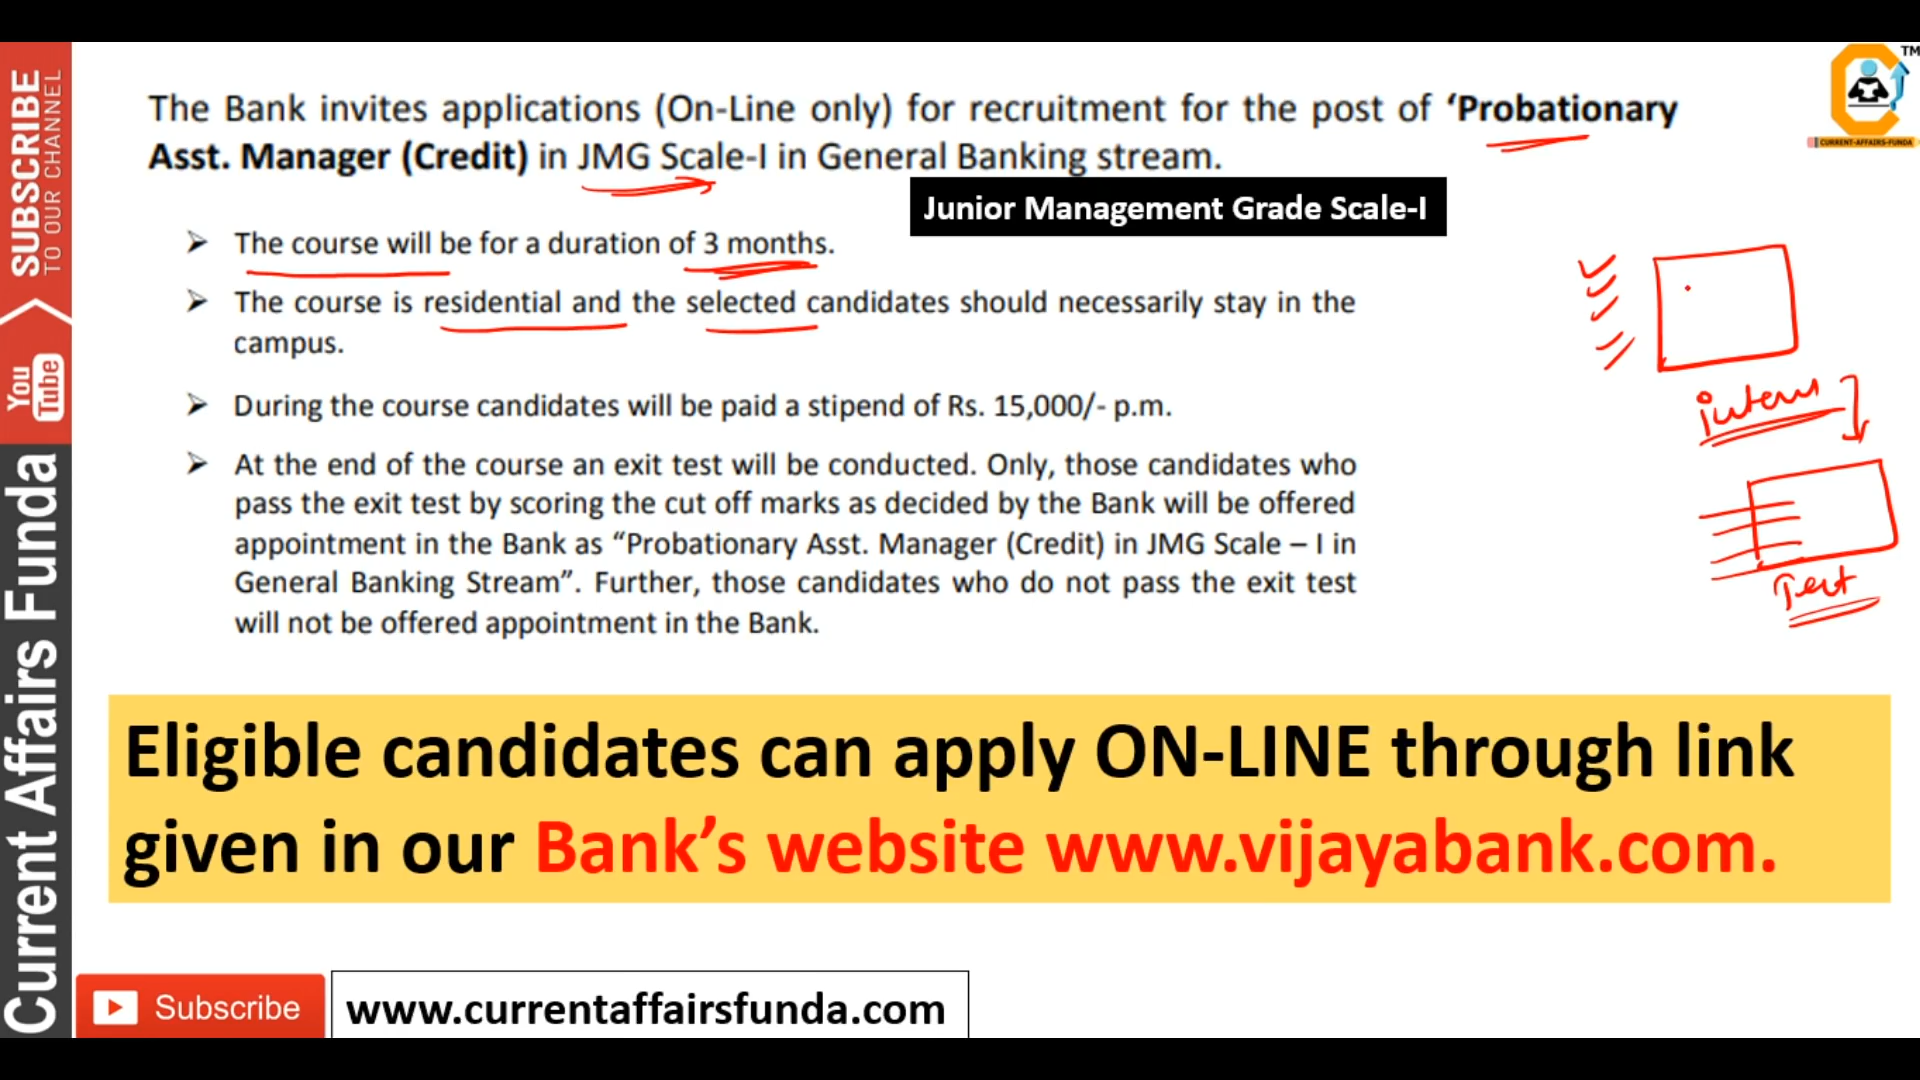 SUBSCRIBE
TO OUR CHANNEL
You
Tube
Current Affairs Funda
TM
CURRENT-AFFAIRS-FUNDA
The Bank invites applications (On-Line only) for recruitment for the post of ‘Probationary
Asst. Manager (Credit) in JMG Scale-I in General Banking stream.
Junior Management Grade Scale-I
➢ The course will be for a duration of 3 months.
➢ The course is residential and the selected candidates should necessarily stay in the
campus.
➢ During the course candidates will be paid a stipend of Rs. 15,000/- p.m.
➢ At the end of the course an exit test will be conducted. Only, those candidates who
pass the exit test by scoring the cut off marks as decided by the Bank will be offered
appointment in the Bank as “Probationary Asst. Manager (Credit) in JMG Scale – I in
General Banking Stream”. Further, those candidates who do not pass the exit test
will not be offered appointment in the Bank.
Test
Eligible candidates can apply ON-LINE through link
given in our Bank’s website www.vijayabank.com.
Subscribe
www.currentaffairsfunda.com